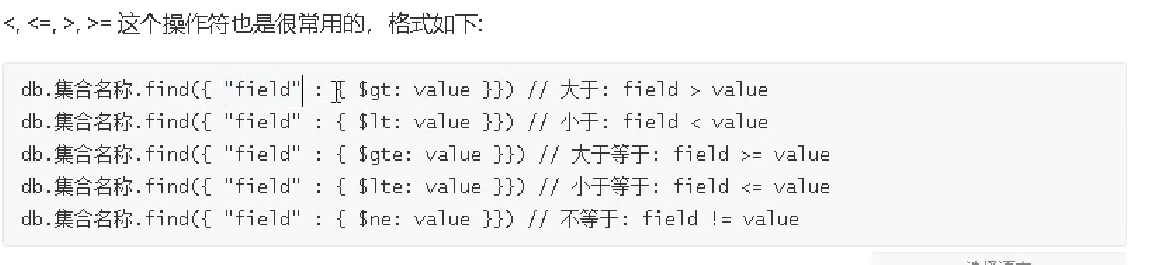 <, <=, >, >= 这个操作符也是很常用的，格式如下:
db.集合名称.find({ "field" : { $gt: value }}) // 大于: field > value
db.集合名称.find({ "field" : { $lt: value }}) // 小于: field < value
db.集合名称.find({ "field" : { $gte: value }}) // 大于等于: field >= value
db.集合名称.find({ "field" : { $lte: value }}) // 小于等于: field <= value
db.集合名称.find({ "field" : { $ne: value }}) // 不等于: field != value